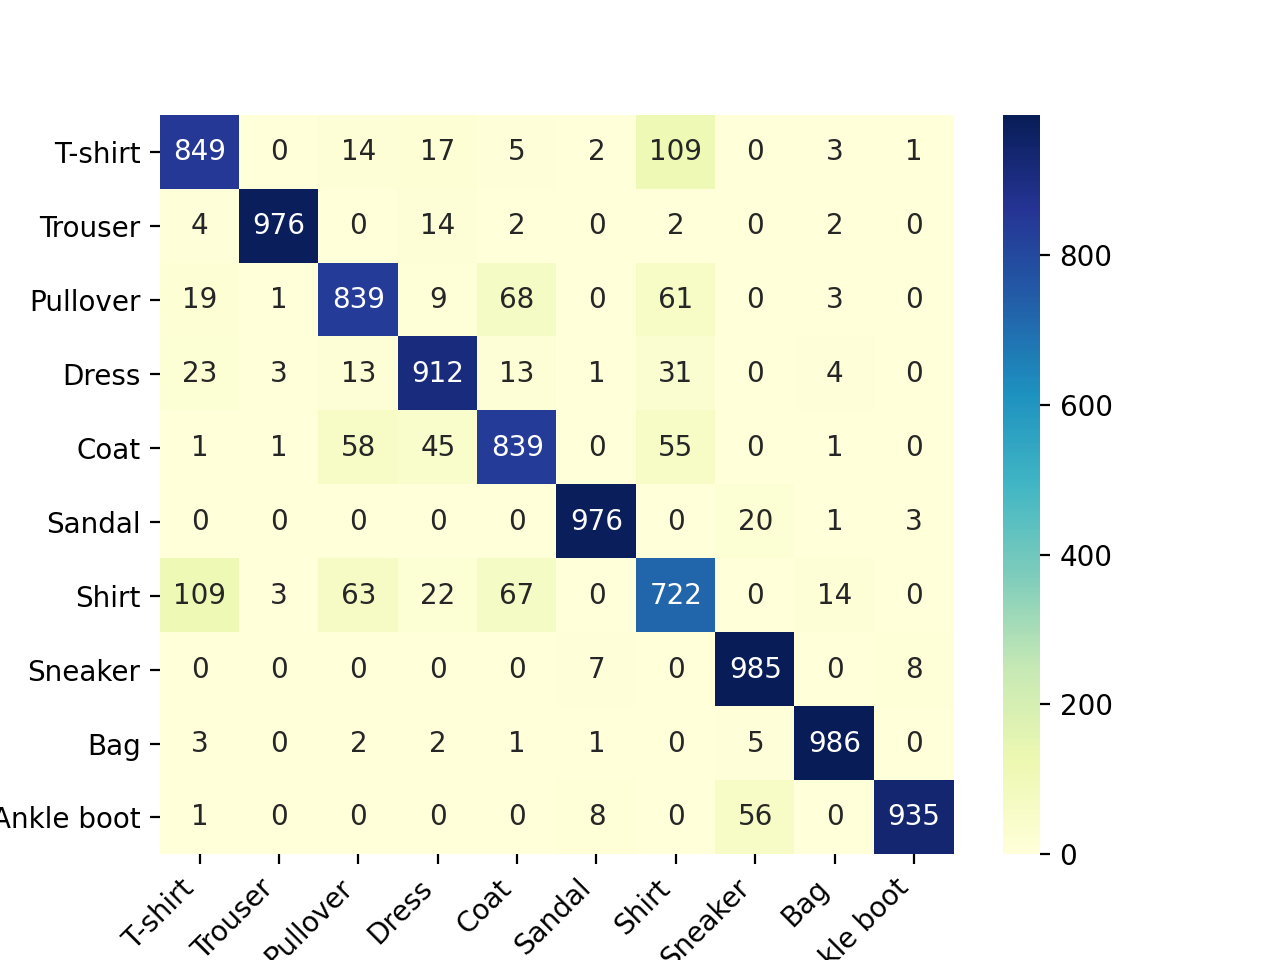 T-shirt 849 0 14 17 5 2 109 0 3 1
Trouser 4 976 0 14 2 0 2 0 2 0
Pullover 19 1 839 9 68 0 61 0 3 0
Dress 23 3 13 912 13 1 31 0 4 0
Coat 1 1 58 45 839 0 55 0 1 0
Sandal 0 0 0 0 0 976 0 20 1 3
Shirt 109 3 63 22 67 0 722 0 14 0
Sneaker 0 0 0 0 0 7 0 985 0 8
Bag 3 0 2 2 1 1 0 5 986 0
Ankle boot 1 0 0 0 0 8 0 56 0 935
T-shirt Trouser Pullover Dress Coat Sandal Shirt Sneaker Bag kle boot
800
600
400
200
0